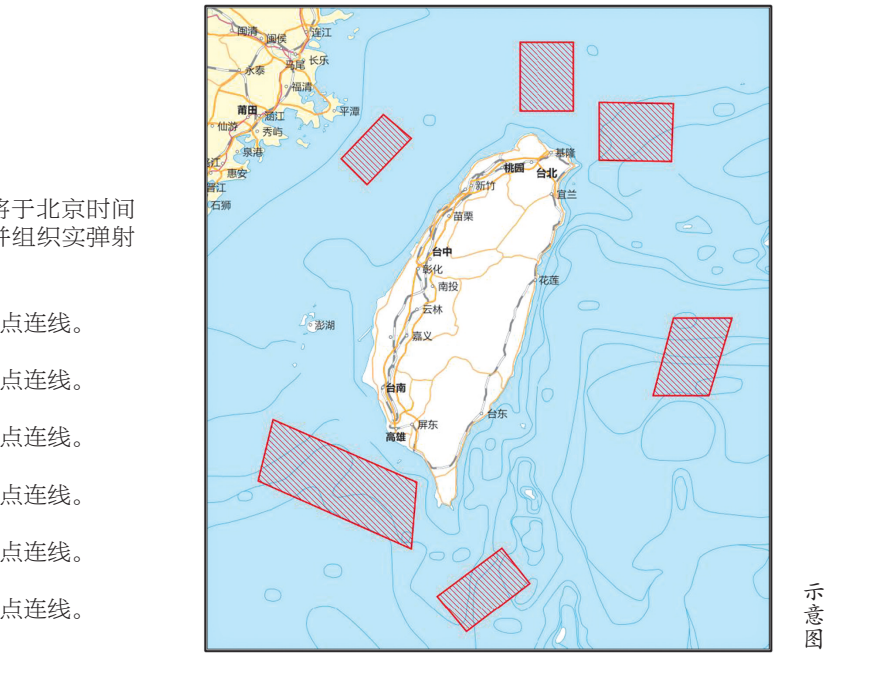 将于北京时间
并组织实弹射
点连线。
点连线。
点连线。
点连线。
点连线。
点连线。
闽清
闽侯
连江
马尾
长乐
永泰
福清
莆田
涵江
平潭
仙游
秀屿
泉港
惠安
晋江
石狮
基隆
桃园
台北
新竹
宜兰
苗栗
台中
彰化
南投
花莲
云林
澎湖
嘉义
台南
台东
屏东
高雄
示意图